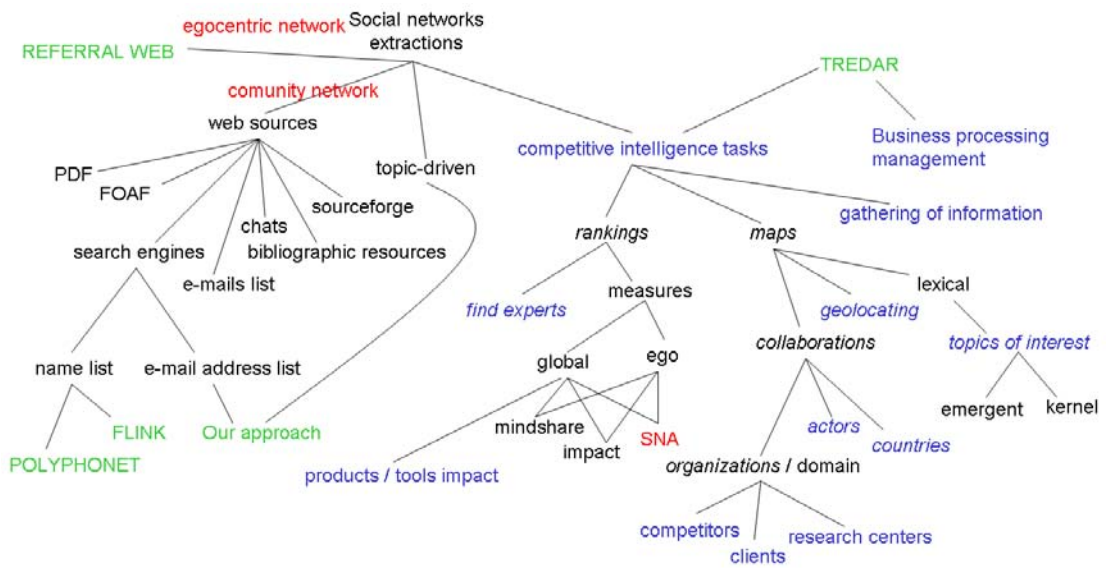 egocentric network
Social networks
extractions
REFERRAL WEB
TREDAR
comunity network
web sources
Business processing
management
competitive intelligence tasks
topic-driven
PDF
FOAF
sourceforge
gathering of information
chats
rankings
maps
search engines
bibliographic resources
e-mails list
measures
lexical
find experts
geolocating
collaborations
topics of interest
name list
e-mail address list
global
ego
emergent
kernel
mindshare
actors
FLINK
Our approach
SNA
countries
impact
POLYPHONET
products / tools impact
organizations / domain
competitors
research centers
clients